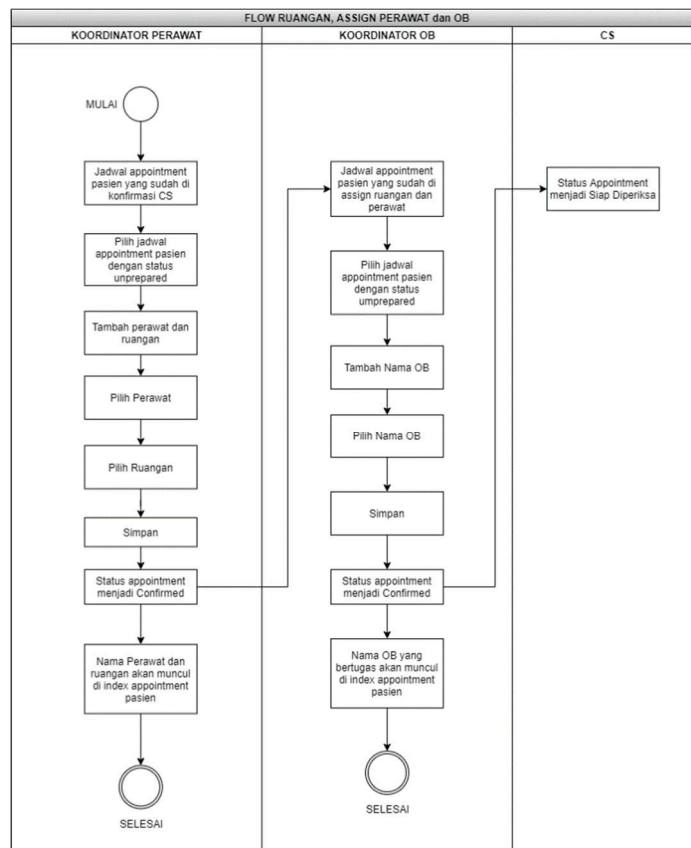 FLOW RUANGAN, ASSIGN PERAWAT dan OB
KOORDINATOR PERAWAT
KOORDINATOR OB
CS
MULAI
Jadwal appointment
pasien yang sudah di
konfirmasi CS
Pilih jadwal
appointment pasien
dengan status
unprepared
Tambah perawat dan
ruangan
Pilih Perawat
Pilih Ruangan
Simpan
Status appointment
menjadi Confirmed
Nama Perawat dan
ruangan akan muncul
di index appointment
pasien
SELESAI
Jadwal appointment
pasien yang sudah di
assign ruangan dan
perawat
Pilih jadwal
appointment pasien
dengan status
umprepared
Tambah Nama OB
Pilih Nama OB
Simpan
Status appointment
menjadi Confirmed
Nama OB yang
bertugas akan muncul
di index appointment
pasien
SELESAI
Status Appointment
menjadi Siap Diperiksa